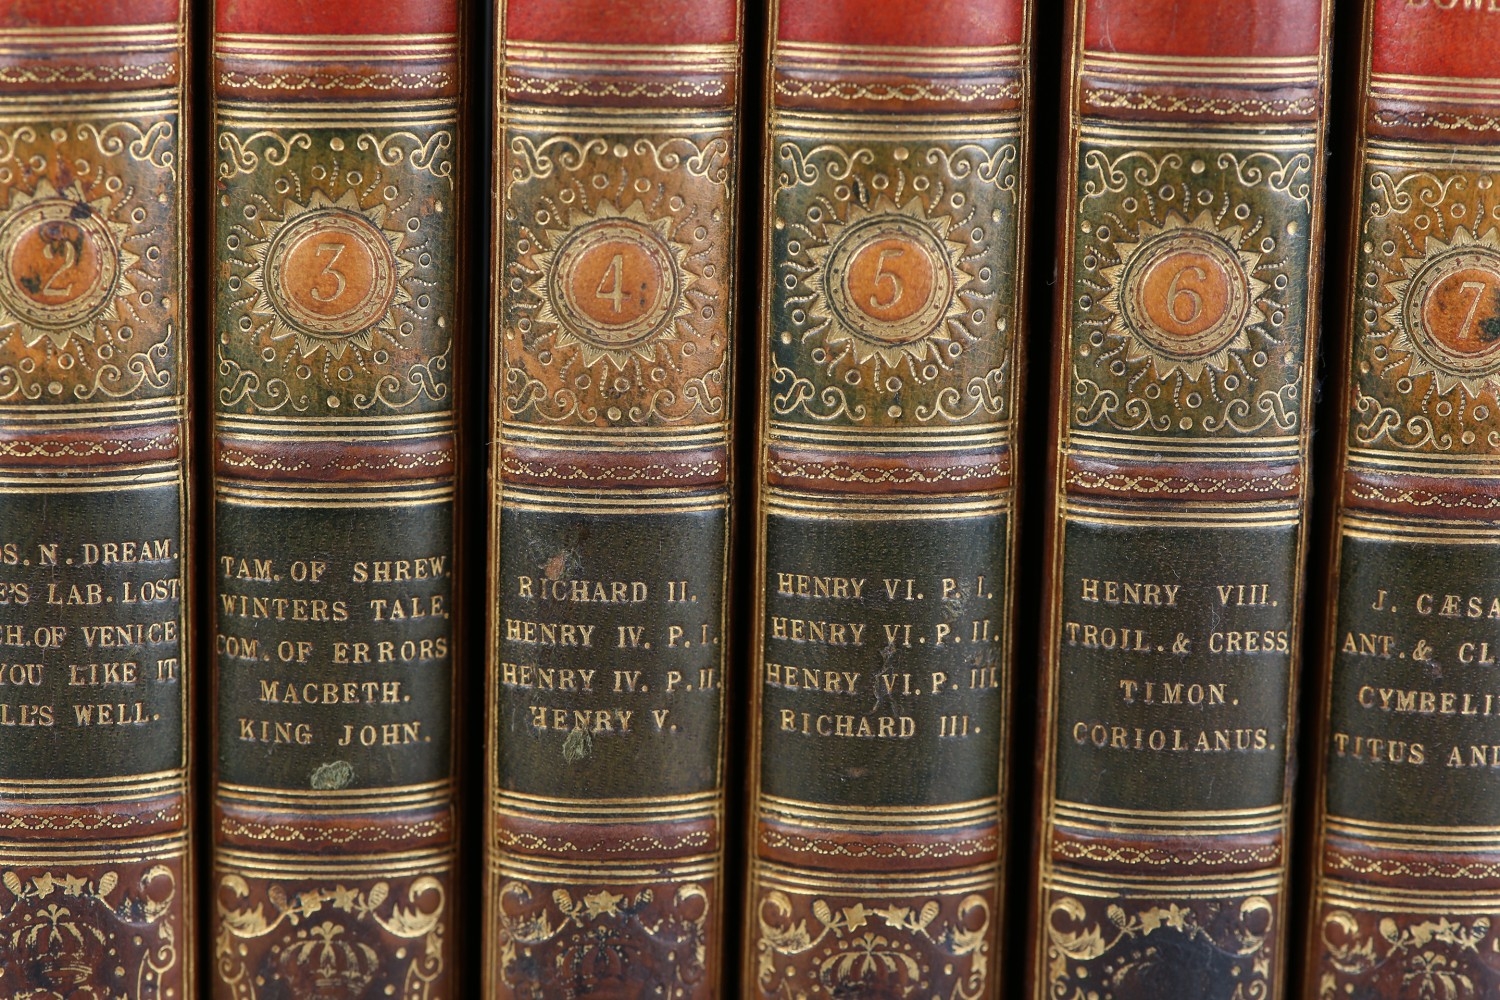 2
S. N. DREAM.
E'S LAB. LOST
CH. OF VENICE
YOU LIKE IT
LL'S WELL.
3
TAM. OF SHREW.
WINTERS TALE.
COM. OF ERRORS
MACBETH.
KING JOHN.
4
RICHARD II.
HENRY IV. P. I.
HENRY IV. P. II.
HENRY V.
5
HENRY VI. P. I.
HENRY VI. P. II.
HENRY VI. P. III.
RICHARD III.
6
HENRY VIII.
TROIL. & CRESS.
TIMON.
CORIOLANUS.
7
J. CÆSA
ANT. & CL
CYMBELI
TITUS AND